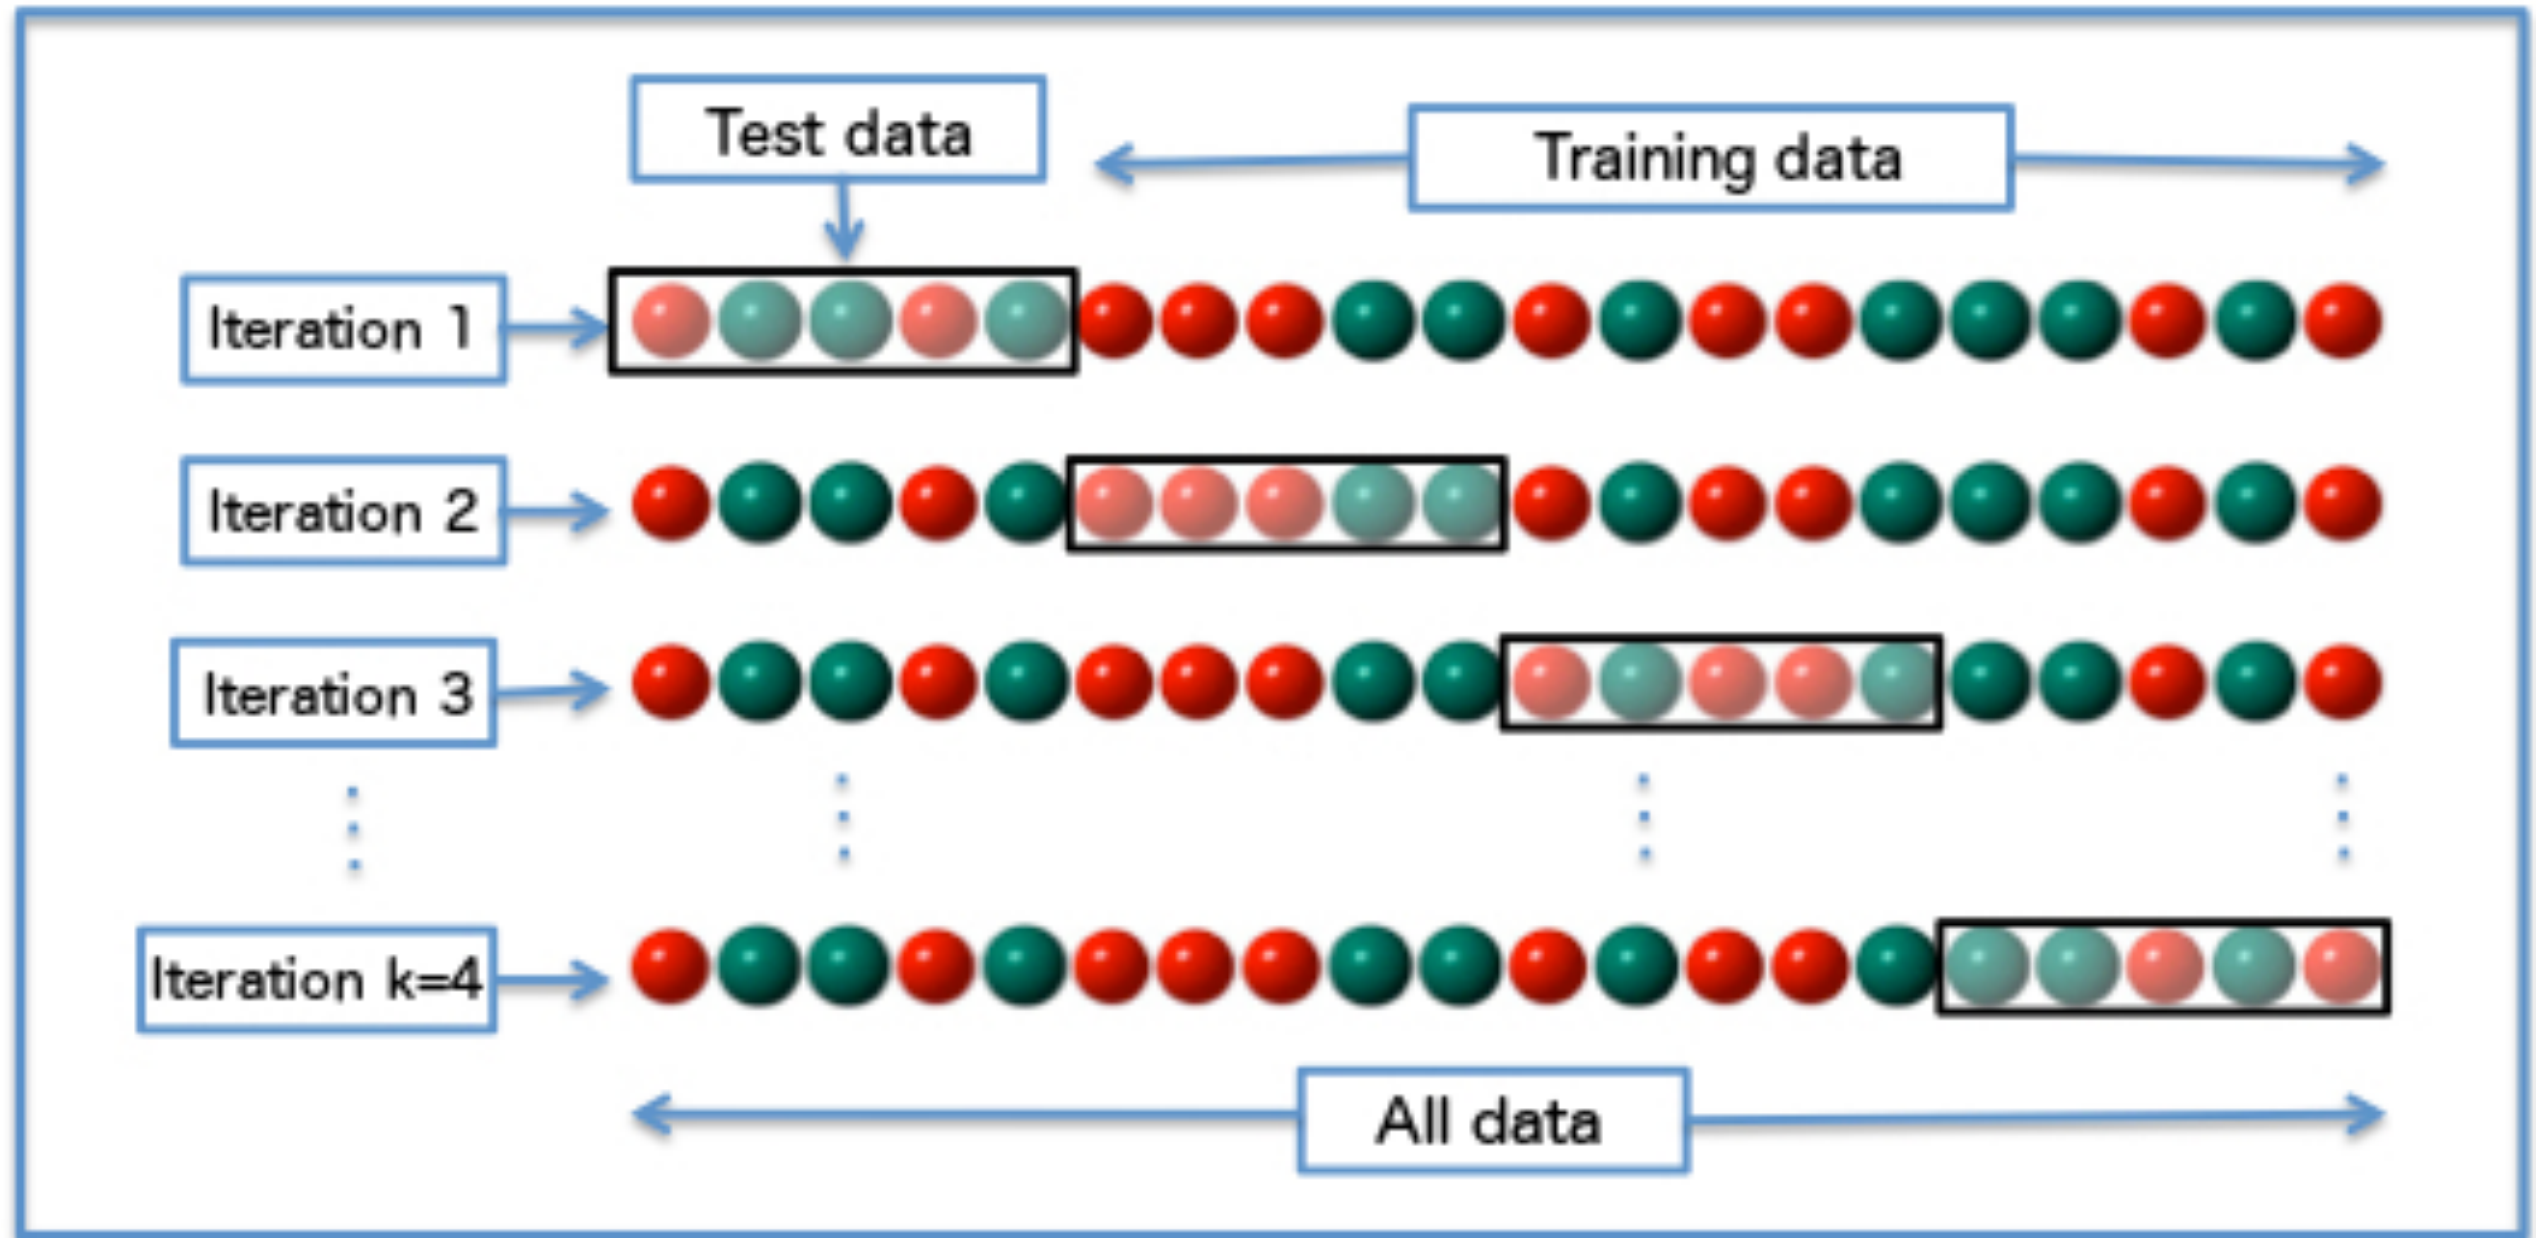 Test data
Training data
Iteration 1
Iteration 2
Iteration 3
Iteration k=4
All data